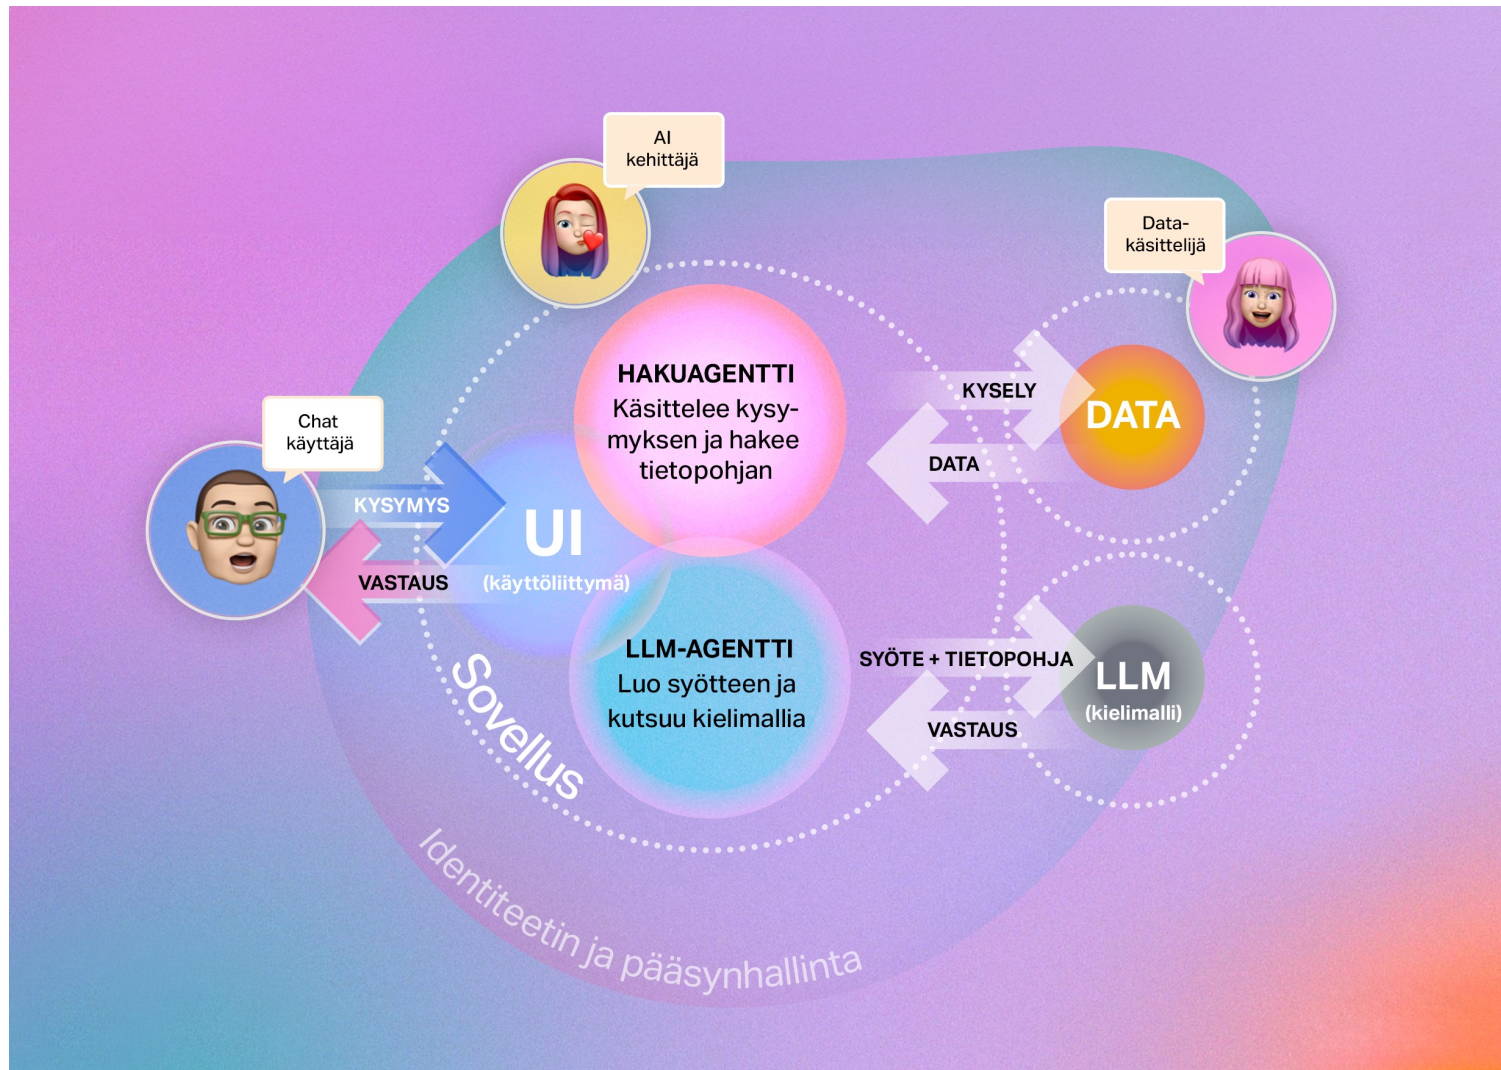 AI
kehittäjä
Data-
käsittelijä
Chat
käyttäjä
HAKUAGENTTI
Käsittelee kysy-
myksen ja hakee
tietopohjan
KYSELY
DATA
DATA
KYSYMYS
VASTAUS
UI
(käyttöliittymä)
LLM-AGENTTI
Luo syötteen ja
kutsuu kielimallia
SYÖTE + TIETOPOHJA
VASTAUS
LLM
(kielimalli)
Sovellus
Identiteetin ja pääsynhallinta